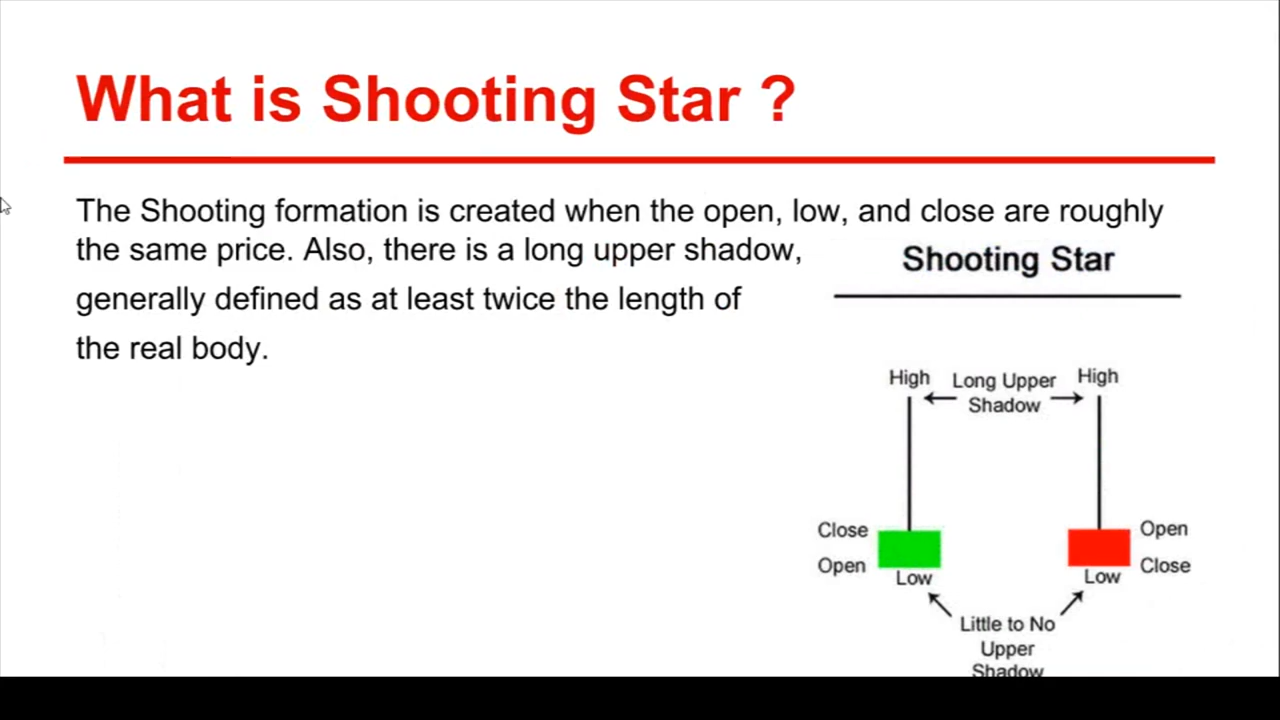 What is Shooting Star ?
The Shooting formation is created when the open, low, and close are roughly
the same price. Also, there is a long upper shadow,
generally defined as at least twice the length of
the real body.
Shooting Star
High Long Upper High
Shadow
Close Open
Open Close
Low Low
Little to No
Upper
Shadow